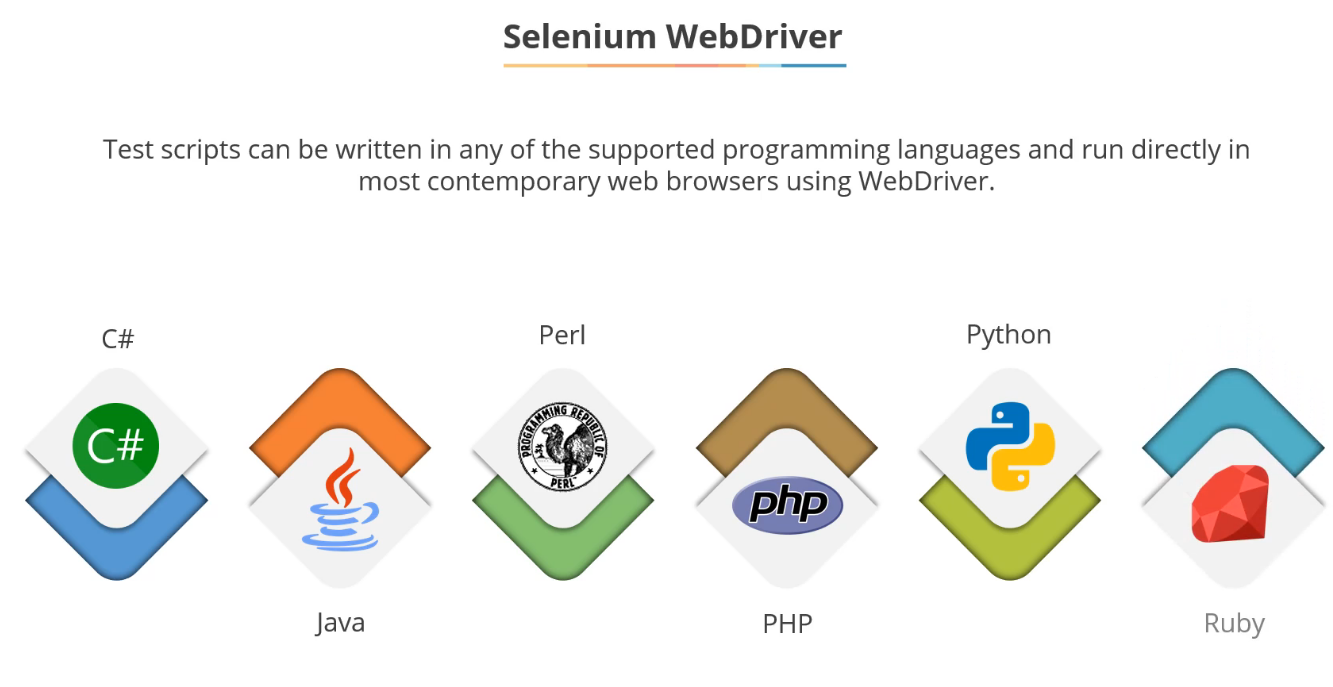 Selenium WebDriver
Test scripts can be written in any of the supported programming languages and run directly in
most contemporary web browsers using WebDriver.
C#
Perl
Python
C#
PROGRAMMING REPUBLIC OF
PERL
php
Java
PHP
Ruby